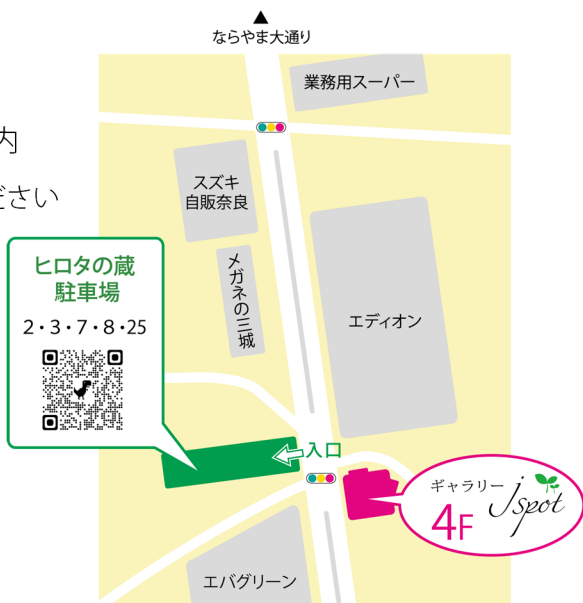 ▲
ならやま大通り
業務用スーパー
内
ださい
スズキ
自販奈良
メガネの三城
エディオン
ヒロタの蔵
駐車場
2・3・7・8・25
入口
ギャラリー
j spot
4F
エバグリーン